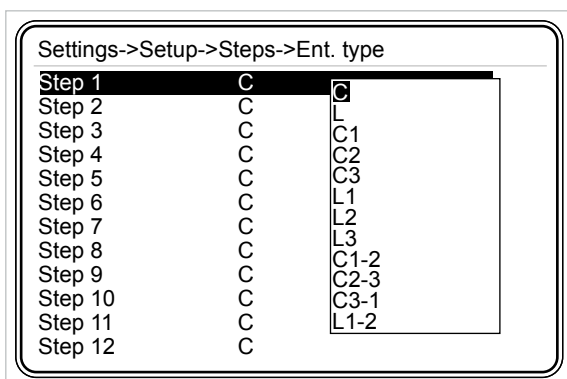 Settings->Setup->Steps->Ent. type
Step 1 C
Step 2 C
Step 3 C
Step 4 C
Step 5 C
Step 6 C
Step 7 C
Step 8 C
Step 9 C
Step 10 C
Step 11 C
Step 12 C
C
L
C1
C2
C3
L1
L2
L3
C1-2
C2-3
C3-1
L1-2